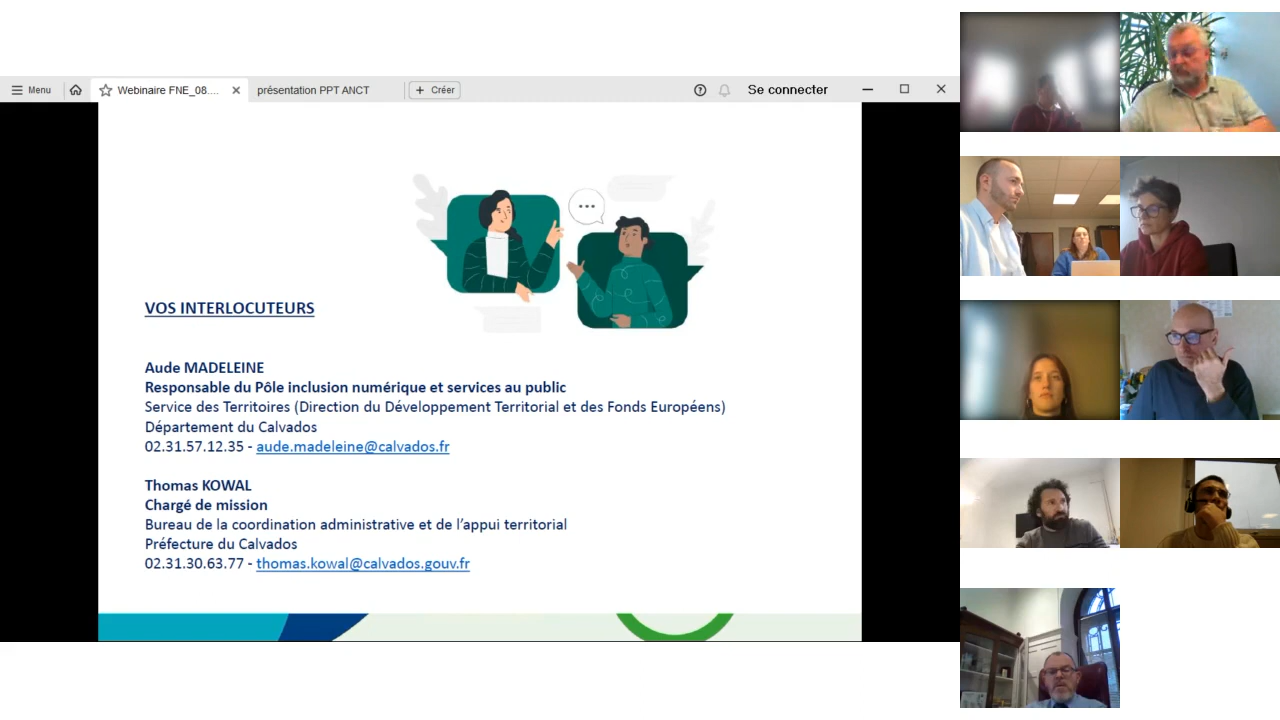 Menu
Webinaire FNE_08....
présentation PPT ANCT
+ Créer
Se connecter
VOS INTERLOCUTEURS
Aude MADELEINE
Responsable du Pôle inclusion numérique et services au public
Service des Territoires (Direction du Développement Territorial et des Fonds Européens)
Département du Calvados
02.31.57.12.35 - aude.madeleine@calvados.fr
Thomas KOWAL
Chargé de mission
Bureau de la coordination administrative et de l'appui territorial
Préfecture du Calvados
02.31.30.63.77 - thomas.kowal@calvados.gouv.fr